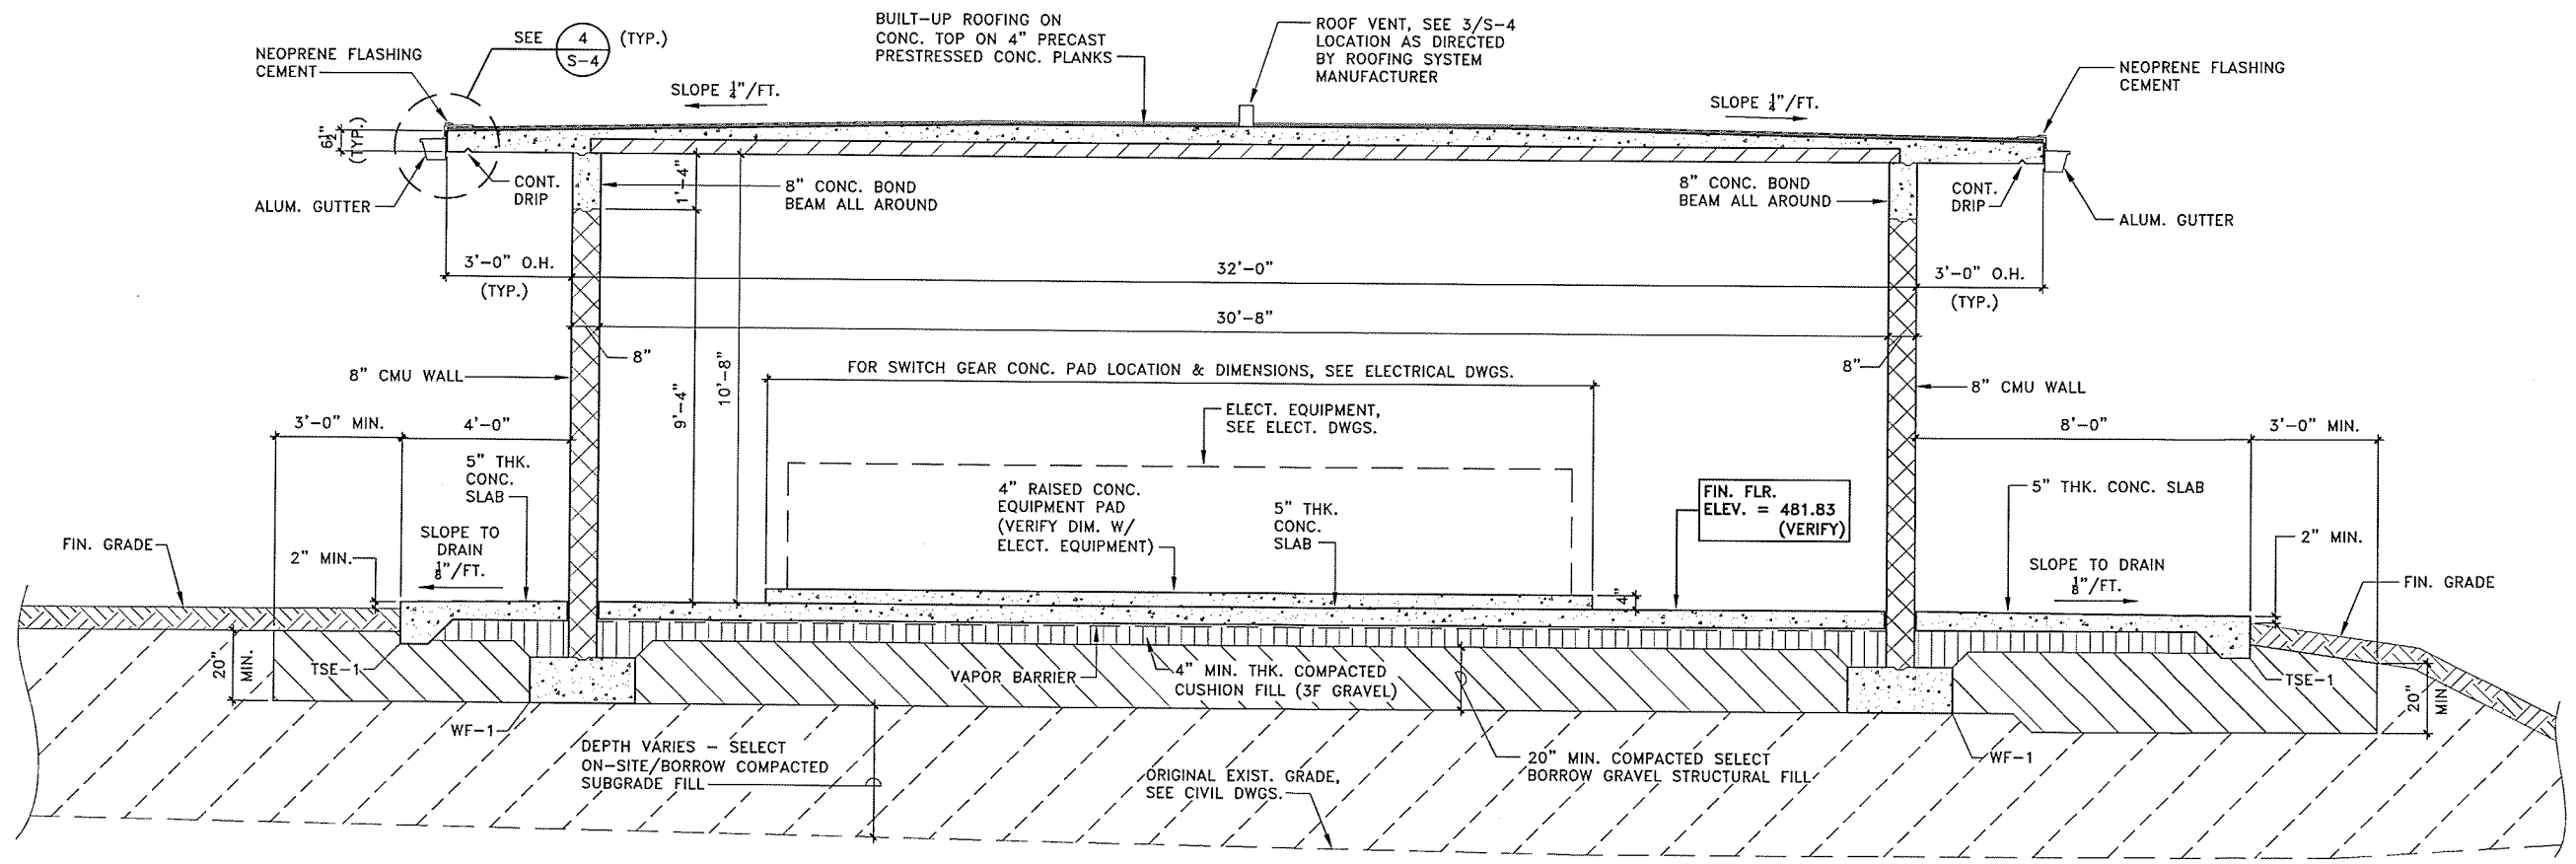 BUILT-UP ROOFING ON
CONC. TOP ON 4" PRECAST
PRESTRESSED CONC. PLANKS
ROOF VENT, SEE 3/S-4
LOCATION AS DIRECTED
BY ROOFING SYSTEM
MANUFACTURER
SEE 4 (TYP.)
S-4
NEOPRENE FLASHING
CEMENT
NEOPRENE FLASHING
CEMENT
SLOPE 1/4"/FT.
SLOPE 1/4"/FT.
6 1/2"
(TYP.)
CONT.
DRIP
ALUM. GUTTER
1'-4"
8" CONC. BOND
BEAM ALL AROUND
8" CONC. BOND
BEAM ALL AROUND
CONT.
DRIP
ALUM. GUTTER
3'-0" O.H.
(TYP.)
32'-0"
3'-0" O.H.
(TYP.)
30'-8"
8"
8"
8" CMU WALL
8" CMU WALL
9'-4"
10'-8"
FOR SWITCH GEAR CONC. PAD LOCATION & DIMENSIONS, SEE ELECTRICAL DWGS.
ELECT. EQUIPMENT,
SEE ELECT. DWGS.
3'-0" MIN.
4'-0"
8'-0"
3'-0" MIN.
5" THK.
CONC.
SLAB
4" RAISED CONC.
EQUIPMENT PAD
(VERIFY DIM. W/
ELECT. EQUIPMENT)
5" THK.
CONC.
SLAB
FIN. FLR.
ELEV. = 481.83
(VERIFY)
5" THK. CONC. SLAB
FIN. GRADE
2" MIN.
SLOPE TO
DRAIN
1/8"/FT.
4"
SLOPE TO DRAIN
1/8"/FT.
2" MIN.
FIN. GRADE
20"
MIN.
TSE-1
VAPOR BARRIER
4" MIN. THK. COMPACTED
CUSHION FILL (3F GRAVEL)
TSE-1
20"
MIN.
WF-1
DEPTH VARIES - SELECT
ON-SITE/BORROW COMPACTED
SUBGRADE FILL
ORIGINAL EXIST. GRADE,
SEE CIVIL DWGS.
20" MIN. COMPACTED SELECT
BORROW GRAVEL STRUCTURAL FILL
WF-1